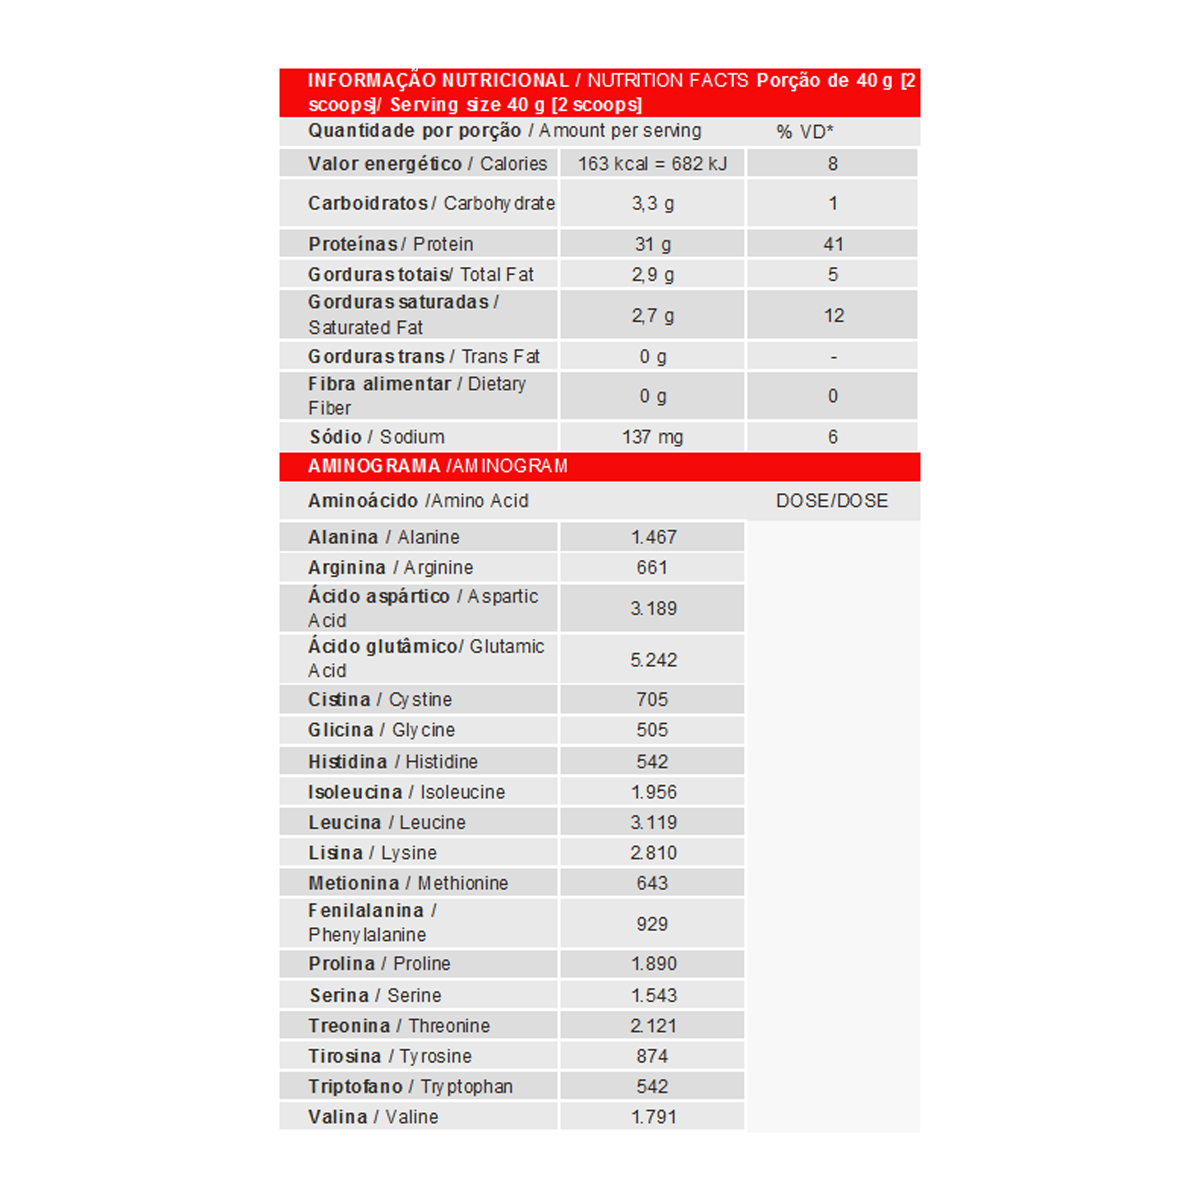 INFORMAÇÃO NUTRICIONAL / NUTRITION FACTS Porção de 40 g [2
scoops]/ Serving size 40 g [2 scoops]
Quantidade por porção / Amount per serving % VD*
Valor energético / Calories 163 kcal = 682 kJ 8
Carboidratos / Carbohydrate 3,3 g 1
Proteínas / Protein 31 g 41
Gorduras totais/ Total Fat 2,9 g 5
Gorduras saturadas /
Saturated Fat 2,7 g 12
Gorduras trans / Trans Fat 0 g -
Fibra alimentar / Dietary
Fiber 0 g 0
Sódio / Sodium 137 mg 6
AMINOGRAMA /AMINOGRAM
Aminoácido /Amino Acid DOSE/DOSE
Alanina / Alanine 1.467
Arginina / Arginine 661
Ácido aspártico / Aspartic
Acid 3.189
Ácido glutâmico/ Glutamic
Acid 5.242
Cistina / Cystine 705
Glicina / Glycine 505
Histidina / Histidine 542
Isoleucina / Isoleucine 1.956
Leucina / Leucine 3.119
Lisina / Lysine 2.810
Metionina / Methionine 643
Fenilalanina /
Phenylalanine 929
Prolina / Proline 1.890
Serina / Serine 1.543
Treonina / Threonine 2.121
Tirosina / Tyrosine 874
Triptofano / Tryptophan 542
Valina / Valine 1.791